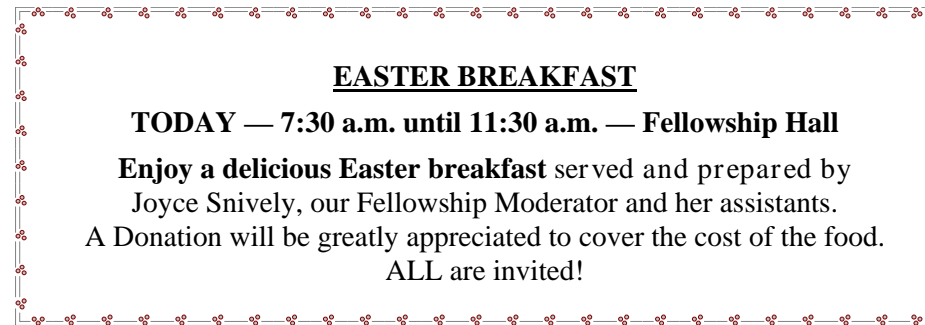 EASTER BREAKFAST
TODAY — 7:30 a.m. until 11:30 a.m. — Fellowship Hall
Enjoy a delicious Easter breakfast served and prepared by
Joyce Snively, our Fellowship Moderator and her assistants.
A Donation will be greatly appreciated to cover the cost of the food.
ALL are invited!